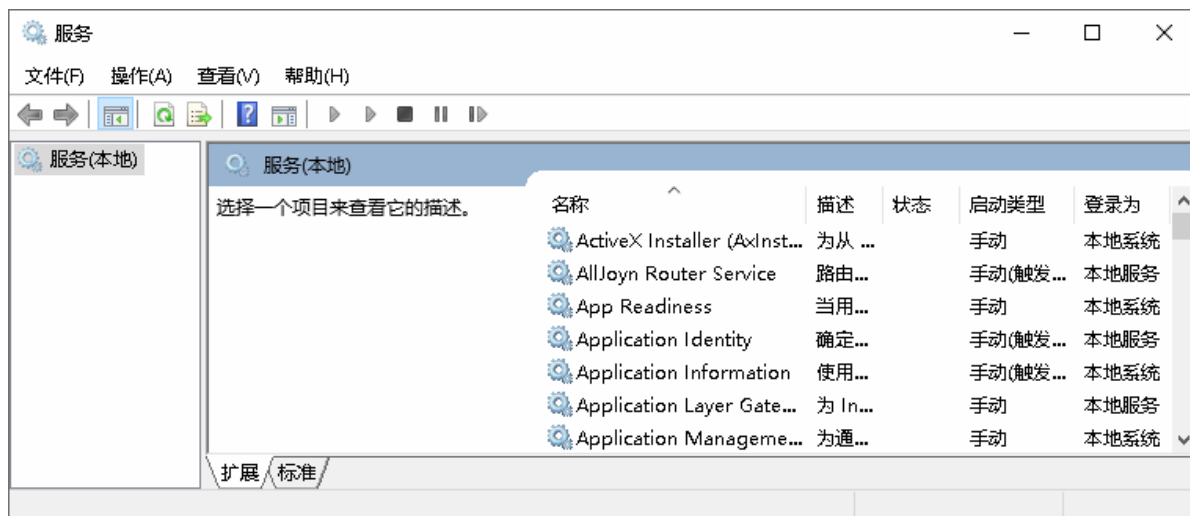 服务
文件(F) 操作(A) 查看(V) 帮助(H)
服务(本地)
服务(本地)
选择一个项目来查看它的描述。
名称 描述 状态 启动类型 登录为
ActiveX Installer (AxInst... 为从 ... 手动 本地系统
AllJoyn Router Service 路由... 手动(触发... 本地服务
App Readiness 当用... 手动 本地系统
Application Identity 确定... 手动(触发... 本地服务
Application Information 使用... 手动(触发... 本地系统
Application Layer Gate... 为 In... 手动 本地服务
Application Manageme... 为通... 手动 本地系统
扩展 标准